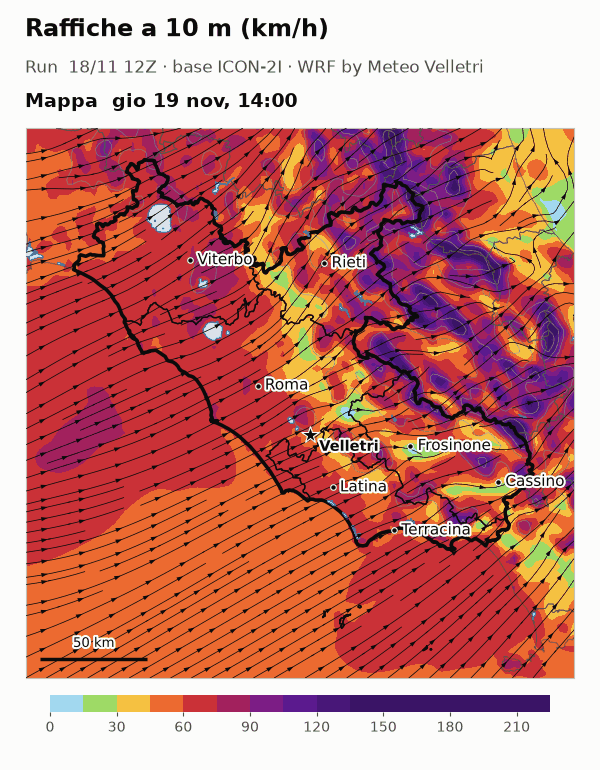 Raffiche a 10 m (km/h)
Run  18/11 12Z · base ICON-2I · WRF by Meteo Velletri
Mappa  gio 19 nov, 14:00
Viterbo
Rieti
Roma
Velletri
Frosinone
Latina
Cassino
Terracina
50 km
0 30 60 90 120 150 180 210